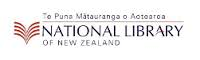 Te Puna Mātauranga o Aotearoa
NATIONAL LIBRARY
OF NEW ZEALAND